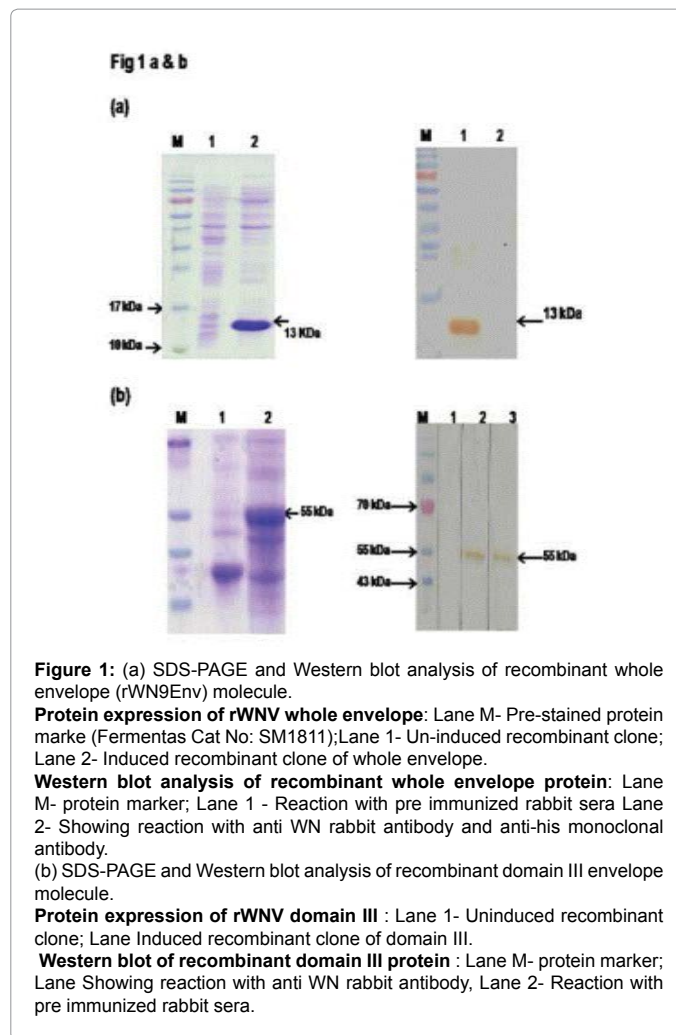 Fig 1 a & b
(a)
M 1 2
M 1 2
17 kDa
13 KDa
10 kDa
13 kDa
(b)
M 1 2
M 1 2 3
55 kDa
70 kDa
55 kDa
55 kDa
43 kDa
Figure 1: (a) SDS-PAGE and Western blot analysis of recombinant whole
envelope (rWN9Env) molecule.
Protein expression of rWNV whole envelope: Lane M- Pre-stained protein
marke (Fermentas Cat No: SM1811);Lane 1- Un-induced recombinant clone;
Lane 2- Induced recombinant clone of whole envelope.
Western blot analysis of recombinant whole envelope protein: Lane
M- protein marker; Lane 1 - Reaction with pre immunized rabbit sera Lane
2- Showing reaction with anti WN rabbit antibody and anti-his monoclonal
antibody.
(b) SDS-PAGE and Western blot analysis of recombinant domain III envelope
molecule.
Protein expression of rWNV domain III : Lane 1- Uninduced recombinant
clone; Lane Induced recombinant clone of domain III.
Western blot of recombinant domain III protein : Lane M- protein marker;
Lane Showing reaction with anti WN rabbit antibody, Lane 2- Reaction with
pre immunized rabbit sera.